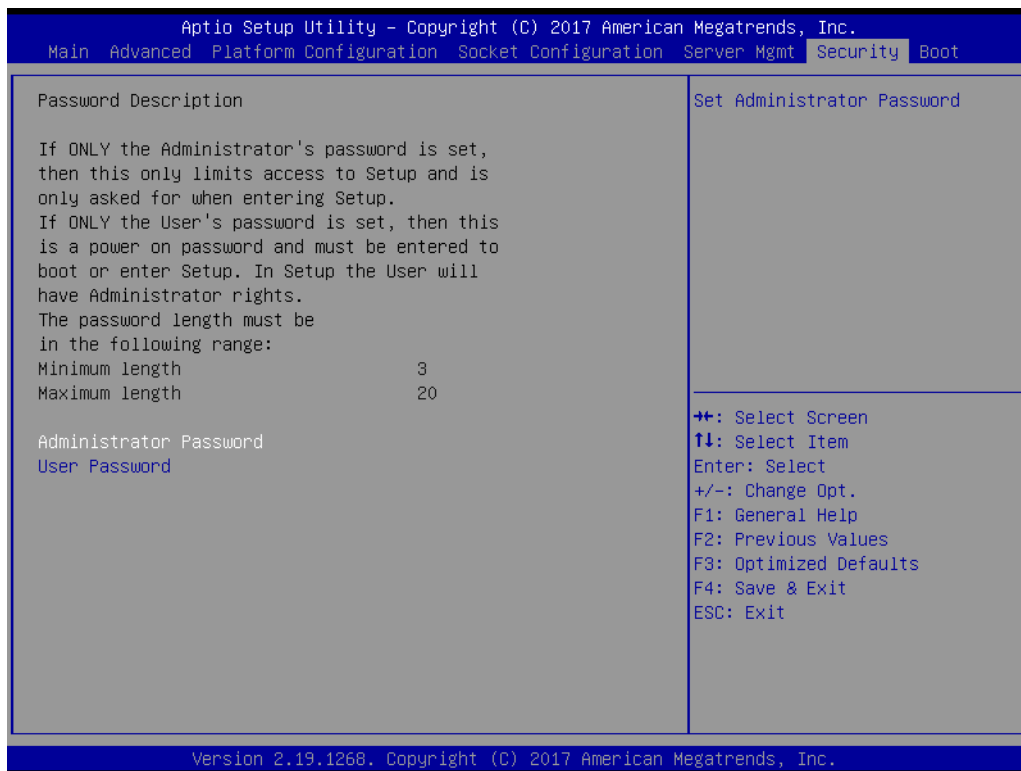 Aptio Setup Utility – Copyright (C) 2017 American Megatrends, Inc.
Main Advanced Platform Configuration Socket Configuration Server Mgmt Security Boot
Password Description
If ONLY the Administrator's password is set,
then this only limits access to Setup and is
only asked for when entering Setup.
If ONLY the User's password is set, then this
is a power on password and must be entered to
boot or enter Setup. In Setup the User will
have Administrator rights.
The password length must be
in the following range:
Minimum length 3
Maximum length 20
Administrator Password
User Password
Set Administrator Password
→←: Select Screen
↑↓: Select Item
Enter: Select
+/-: Change Opt.
F1: General Help
F2: Previous Values
F3: Optimized Defaults
F4: Save & Exit
ESC: Exit
Version 2.19.1268. Copyright (C) 2017 American Megatrends, Inc.